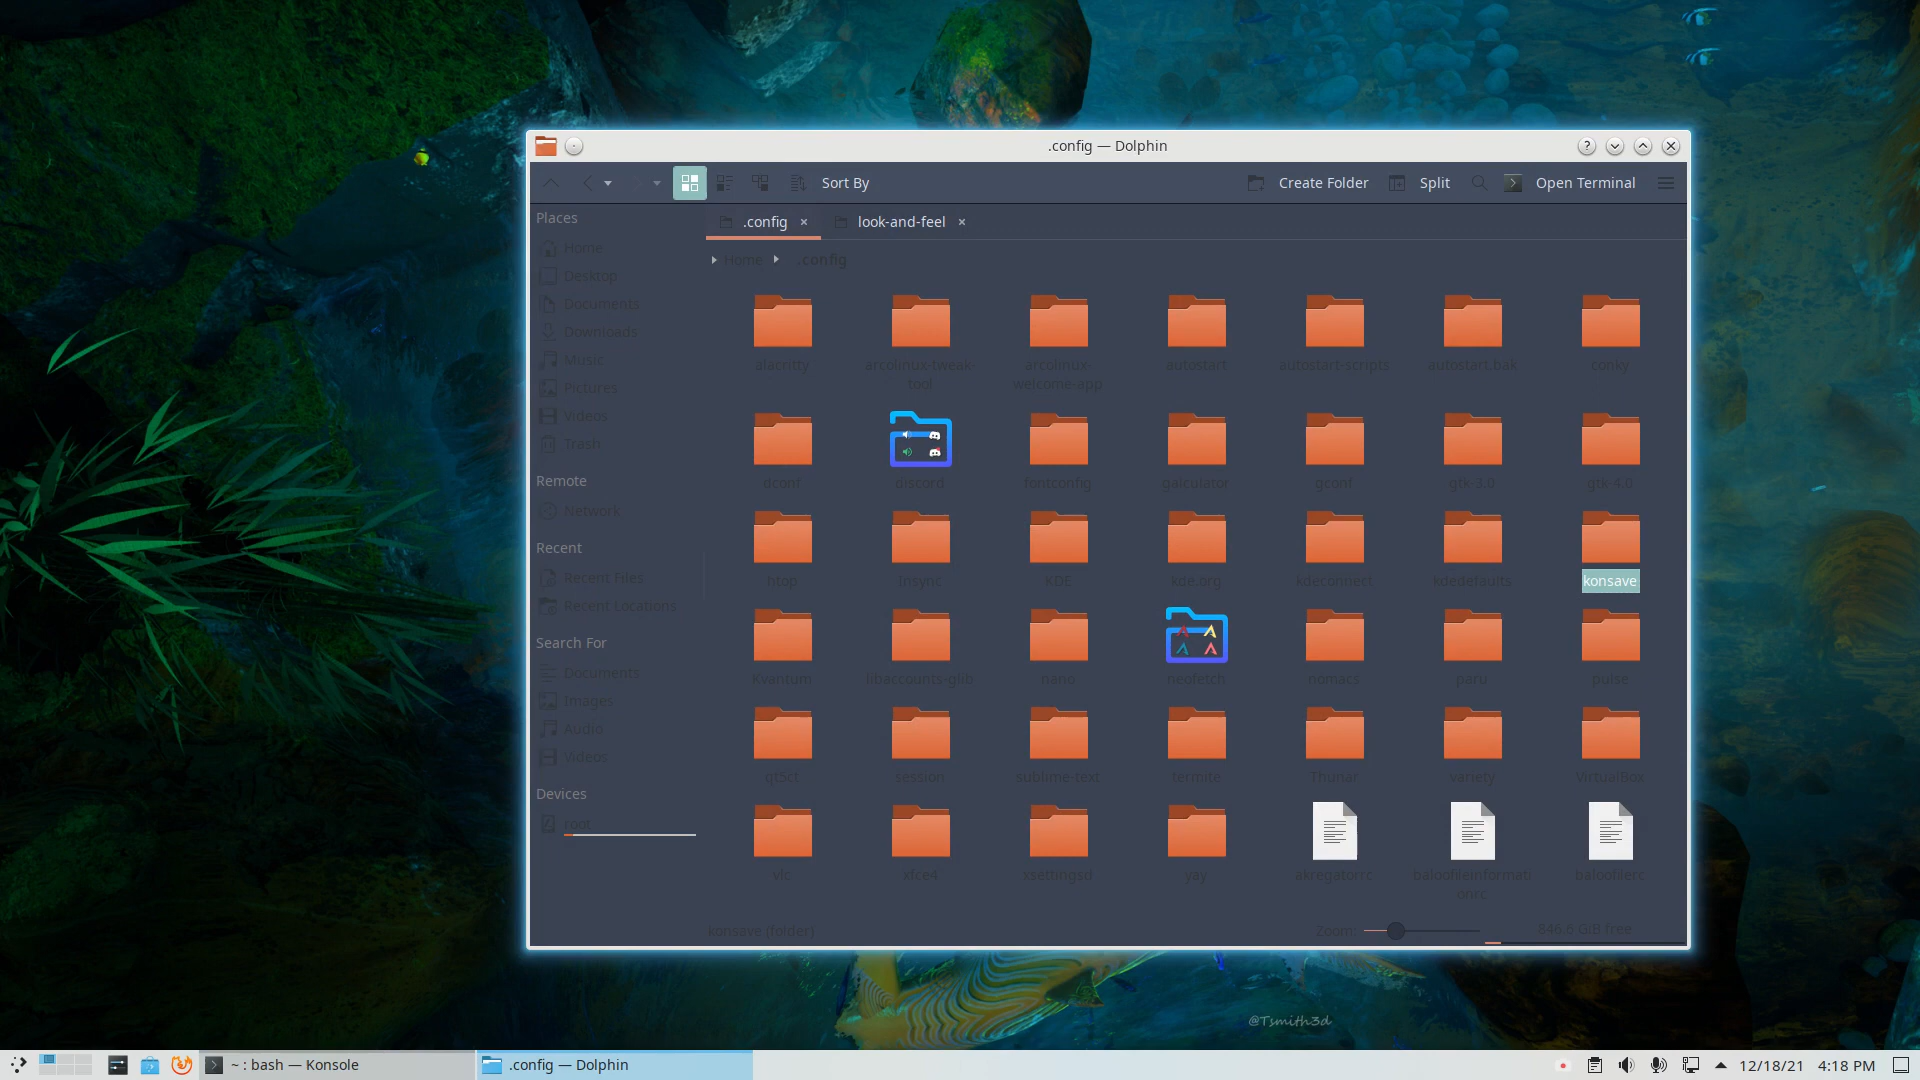 .config — Dolphin
Sort By
Create Folder
Split
Open Terminal
Places
.config
look-and-feel
Home
.config
Home
Desktop
Documents
Downloads
Music
Pictures
Videos
Trash
Remote
Network
Recent
Recent Files
Recent Locations
Search For
Documents
Images
Audio
Videos
Devices
root
alacritty
arcolinux-tweak-
tool
arcolinux-
welcome-app
autostart
autostart-scripts
autostart.bak
conky
dconf
discord
fontconfig
galculator
gconf
gtk-3.0
gtk-4.0
htop
Insync
KDE
kde.org
kdeconnect
kdedefaults
konsave
Kvantum
libaccounts-glib
nano
neofetch
nomacs
paru
pulse
qt5ct
session
sublime-text
termite
Thunar
variety
VirtualBox
vlc
xfce4
xsettingsd
yay
akregatorrc
baloofileinformati
onrc
baloofilerc
konsave (folder)
Zoom:
846.6 GiB free
@Tsmith3d
~ : bash — Konsole
.config — Dolphin
12/18/21
4:18 PM